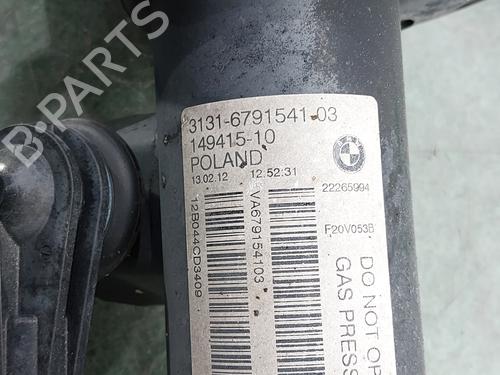 B-PARTS
3131-6791541-03
149415-10
POLAND
13.02.12 12:52:31
BMW
22265994
F20V053B
12B044CD3409
VA679154103
DO NOT OP
GAS PRESS